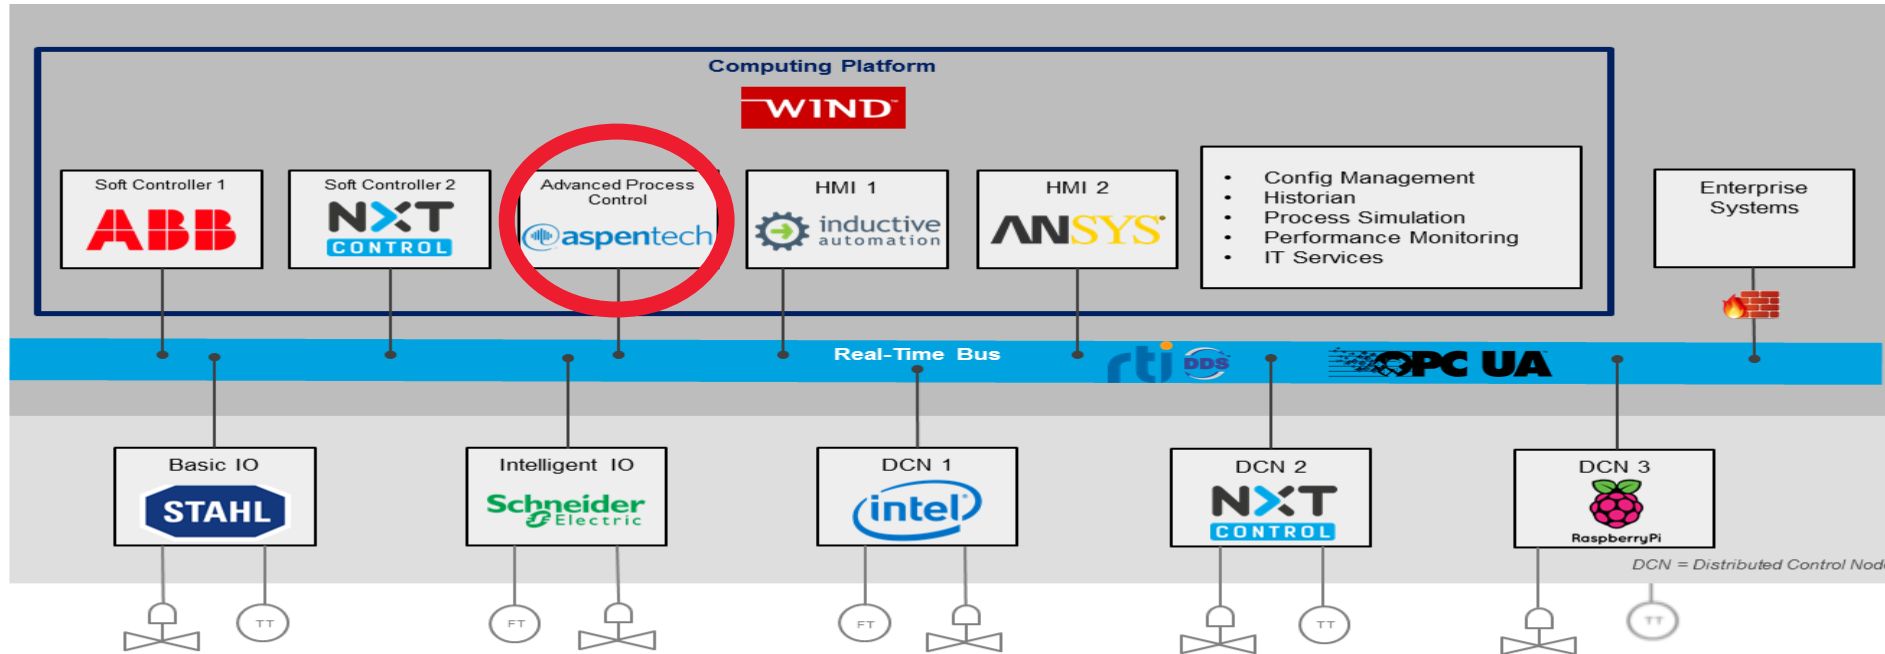 Computing Platform
WIND
Soft Controller 1
ABB
Soft Controller 2
NXT
CONTROL
Advanced Process
Control
aspentech
HMI 1
inductive
automation
HMI 2
ANSYS
• Config Management
• Historian
• Process Simulation
• Performance Monitoring
• IT Services
Enterprise
Systems
Real-Time Bus
rti DDS
OPC UA
Basic IO
STAHL
Intelligent IO
Schneider
Electric
DCN 1
intel
DCN 2
NXT
CONTROL
DCN 3
RaspberryPi
DCN = Distributed Control Node
TT
FT
FT
TT
TT